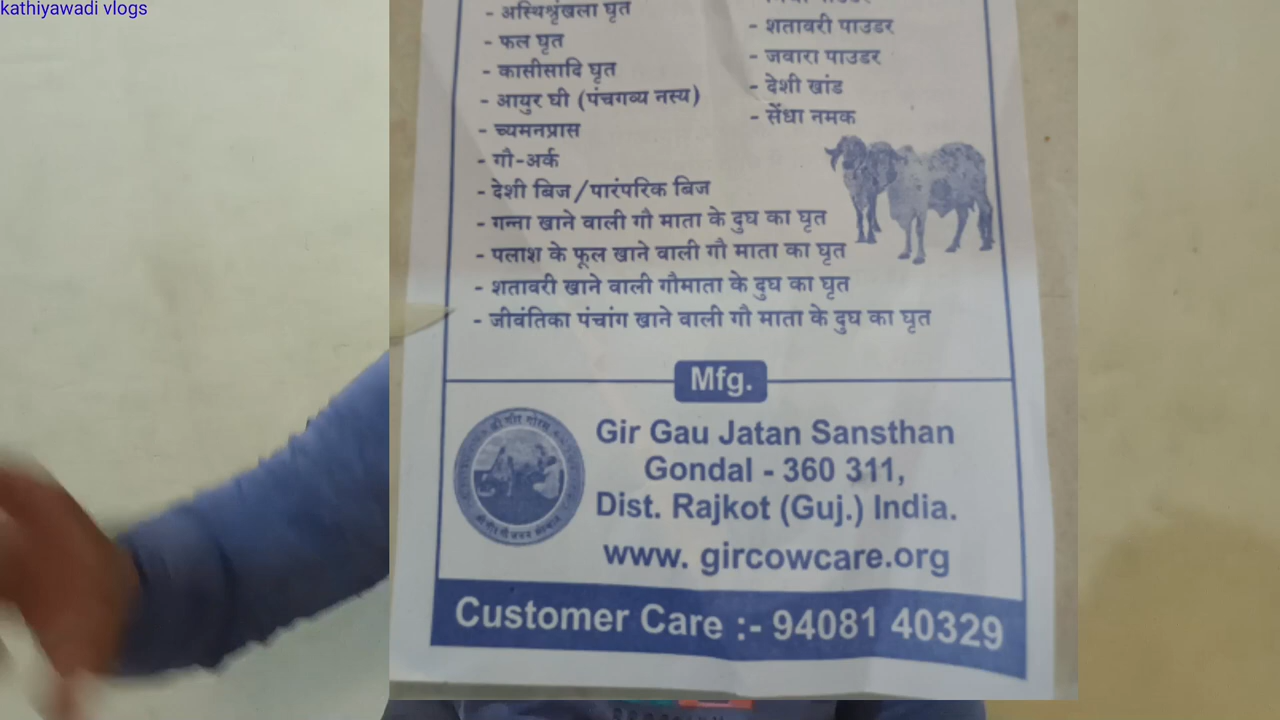 kathiyawadi vlogs
- अस्थिश्रृंखला घृत
- फल घृत
- कासीसादि घृत
- आयुर घी (पंचगव्य नस्य)
- च्यमनप्रास
- गौ-अर्क
- देशी बिज/पारंपरिक बिज
- गन्ना खाने वाली गौ माता के दुघ का घृत
- पलाश के फूल खाने वाली गौ माता का घृत
- शतावरी खाने वाली गौमाता के दुघ का घृत
- जीवंतिका पंचांग खाने वाली गौ माता के दुघ का घृत
- शतावरी पाउडर
- जवारा पाउडर
- देशी खांड
- सेंधा नमक
Mfg.
Gir Gau Jatan Sansthan
Gondal - 360 311,
Dist. Rajkot (Guj.) India.
www. gircowcare.org
Customer Care :- 94081 40329